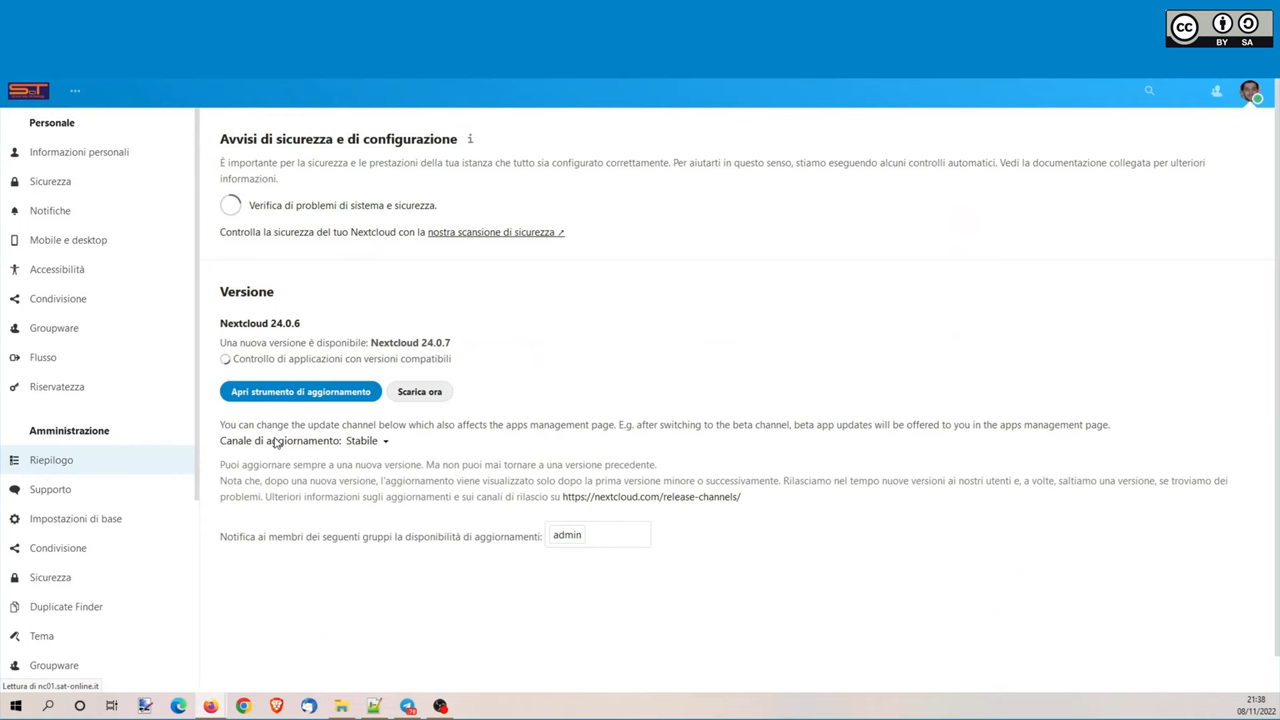 BY SA
Personale
Informazioni personali
Sicurezza
Notifiche
Mobile e desktop
Accessibilità
Condivisione
Groupware
Flusso
Riservatezza
Amministrazione
Riepilogo
Supporto
Impostazioni di base
Condivisione
Sicurezza
Duplicate Finder
Tema
Groupware
Avvisi di sicurezza e di configurazione
È importante per la sicurezza e le prestazioni della tua istanza che tutto sia configurato correttamente. Per aiutarti in questo senso, stiamo eseguendo alcuni controlli automatici. Vedi la documentazione collegata per ulteriori
informazioni.
Verifica di problemi di sistema e sicurezza.
Controlla la sicurezza del tuo Nextcloud con la nostra scansione di sicurezza ↗
Versione
Nextcloud 24.0.6
Una nuova versione è disponibile: Nextcloud 24.0.7
Controllo di applicazioni con versioni compatibili
Apri strumento di aggiornamento Scarica ora
You can change the update channel below which also affects the apps management page. E.g. after switching to the beta channel, beta app updates will be offered to you in the apps management page.
Canale di aggiornamento: Stabile
Puoi aggiornare sempre a una nuova versione. Ma non puoi mai tornare a una versione precedente.
Nota che, dopo una nuova versione, l'aggiornamento viene visualizzato solo dopo la prima versione minore o successivamente. Rilasciamo nel tempo nuove versioni ai nostri utenti e, a volte, saltiamo una versione, se troviamo dei
problemi. Ulteriori informazioni sugli aggiornamenti e sui canali di rilascio su https://nextcloud.com/release-channels/
Notifica ai membri dei seguenti gruppi la disponibilità di aggiornamenti: admin
Lettura di nc01.sat-online.it
21:38
08/11/2022